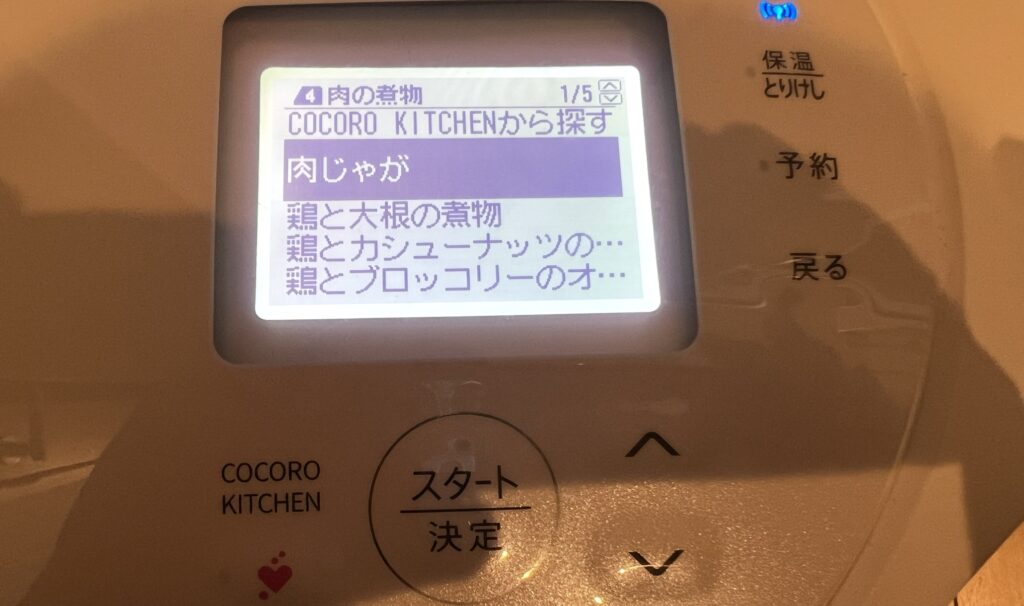 4 肉の煮物 1/5
COCORO KITCHENから探す
肉じゃが
鶏と大根の煮物
鶏とカシューナッツの…
鶏とブロッコリーのオ…
保温
とりけし
予約
戻る
COCORO
KITCHEN
スタート
決定